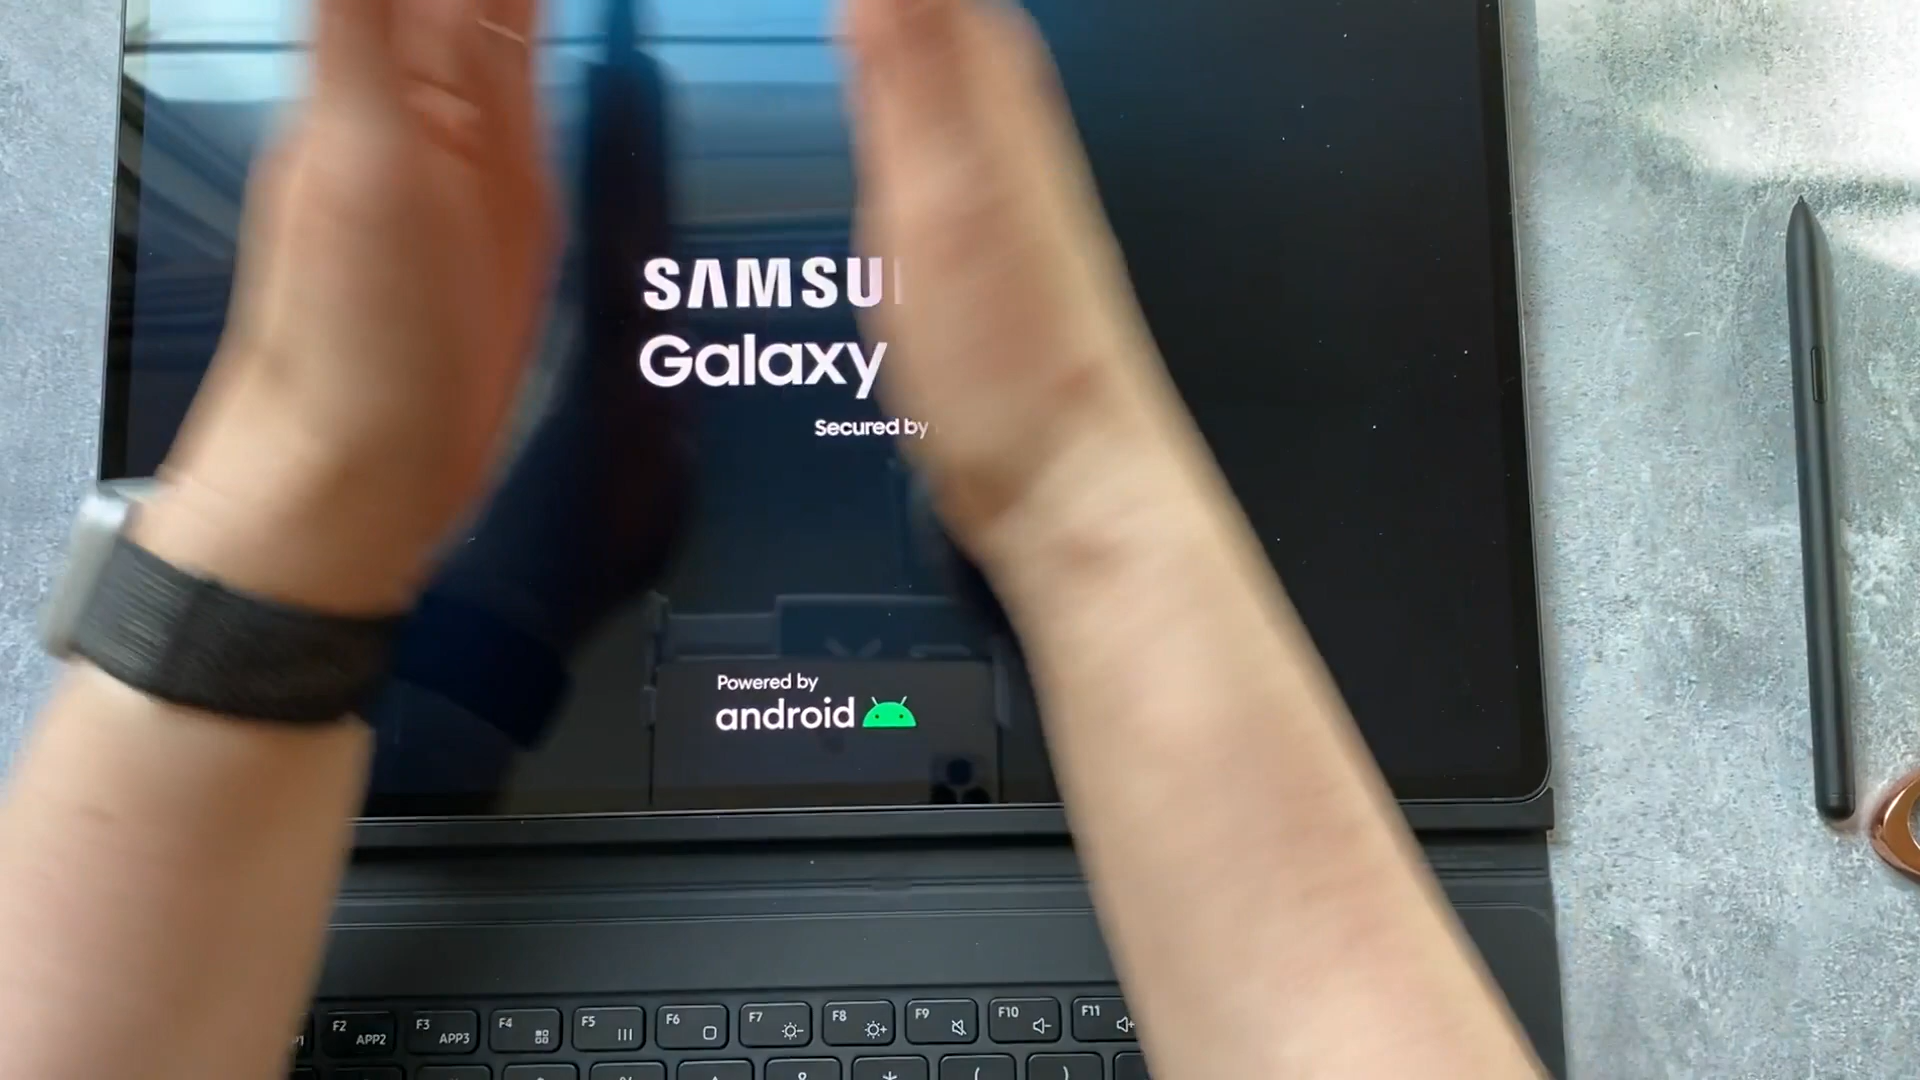 SAMSU
Galaxy
Secured by
Powered by
android
F2 APP2
F3 APP3
F4
F5
F6
F7
F8
F9
F10
F11